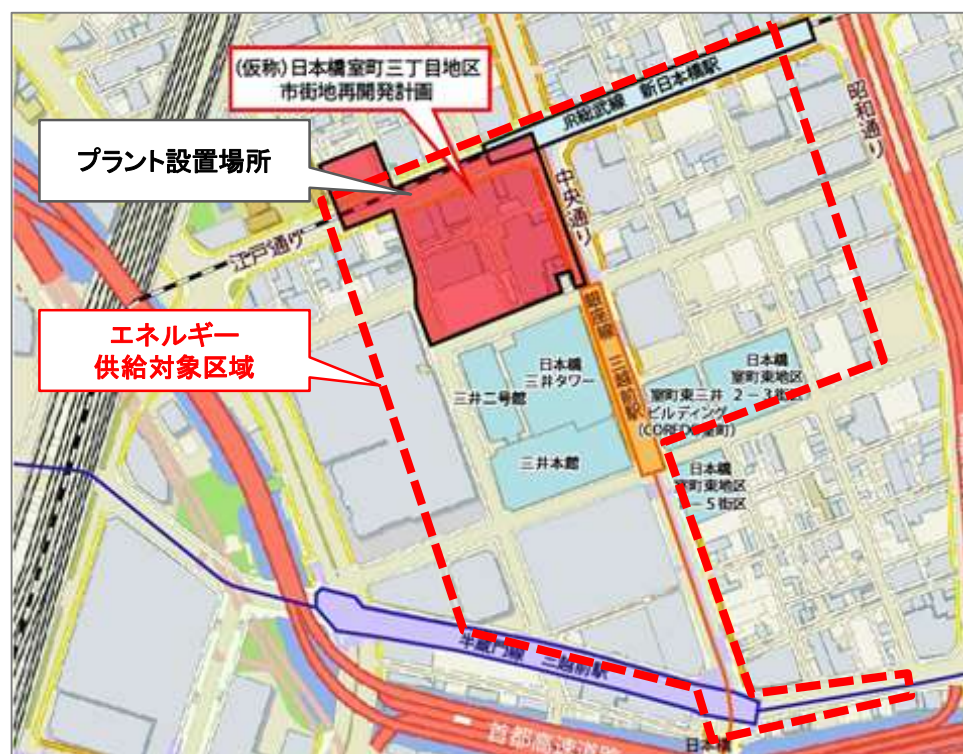 (仮称)日本橋室町三丁目地区
市街地再開発計画
JR総武線 新日本橋駅
昭和通り
プラント設置場所
中央通り
江戸通り
エネルギー
供給対象区域
銀座線 三越前駅
日本橋
三井タワー
三井二号館
日本橋
室町東地区
2-3街区
室町東三井
ビルディング
(COREDO室町)
三井本館
日本橋
室町東地区
-5街区
半蔵門線 三越前駅
首都高速道路
日本橋